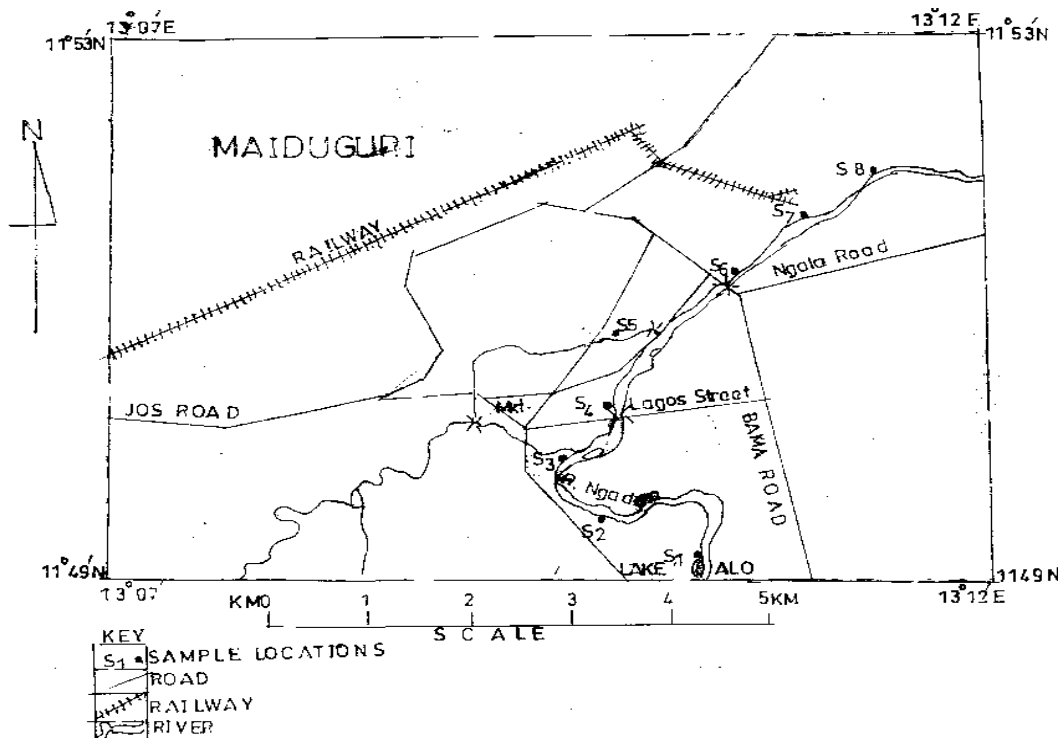 13°07'E 13°12'E
11°53'N 11°53N
N
MAIDUGURI
RAILWAY
S8
S7
S6
Ngala Road
S5
S4 Lagos Street
Mkt.
JOS ROAD
BAMA ROAD
S3
R. Ngada
S2
S1
LAKE ALO
11°49'N 11 49 N
13°07' 13°12'E
KM0 1 2 3 4 5KM
SCALE
KEY
S1 SAMPLE LOCATIONS
ROAD
RAILWAY
RIVER